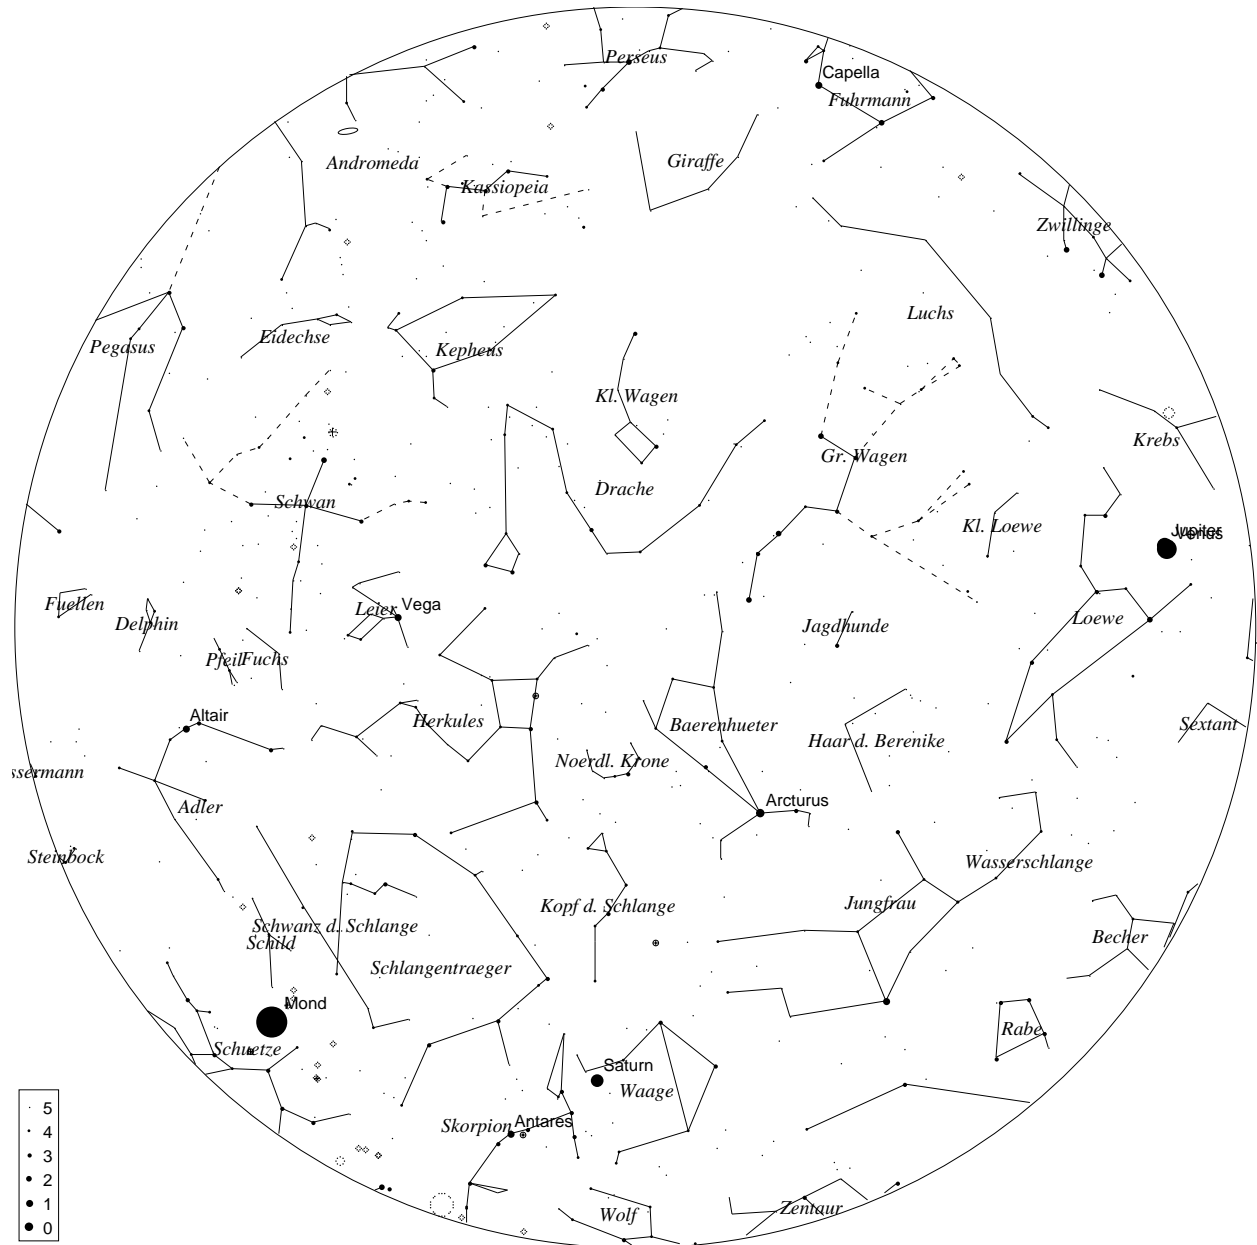 Perseus
Capella
Fuhrmann
Andromeda
Giraffe
Kassiopeia
Zwillinge
Luchs
Eidechse
Pegasus
Kepheus
Kl. Wagen
Krebs
Gr. Wagen
Drache
Schwan
Kl. Loewe
Jupiter
Venus
Fuellen
Delphin
Leier
Vega
Jagdhunde
Loewe
Pfeil
Fuchs
Altair
Herkules
Baerenhueter
Sextant
Haar d. Berenike
Noerdl. Krone
ssermann
Adler
Arcturus
Steinbock
Wasserschlange
Kopf d. Schlange
Jungfrau
Schwanz d. Schlange
Schild
Becher
Schlangentraeger
Mond
Rabe
Schuetze
Saturn
Waage
Skorpion
Antares
Wolf
Zentaur
5
4
3
2
1
0